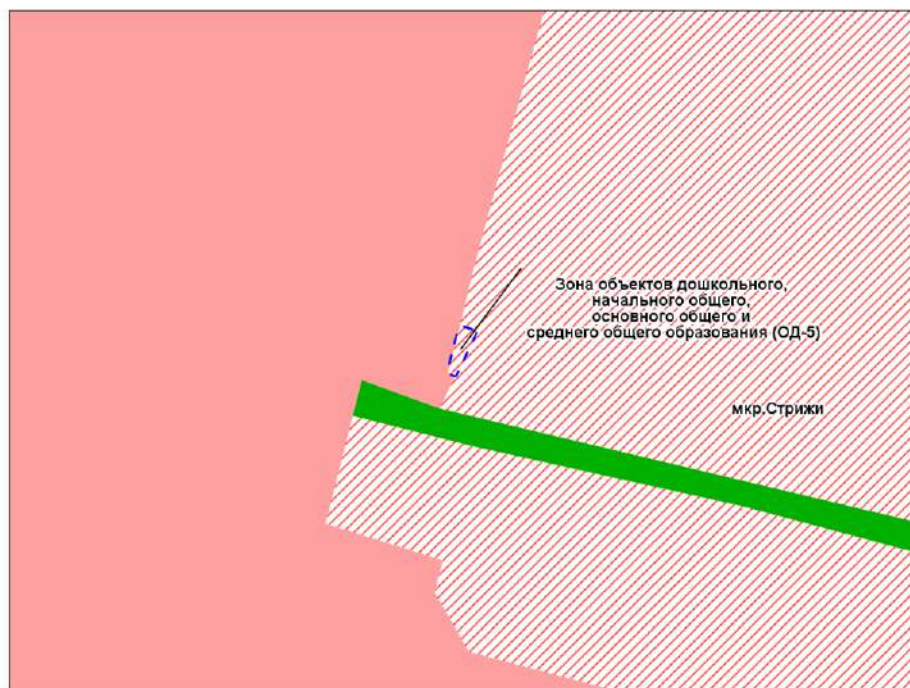 Зона объектов дошкольного,
начального общего,
основного общего и
среднего общего образования (ОД-5)
мкр.Стрижи